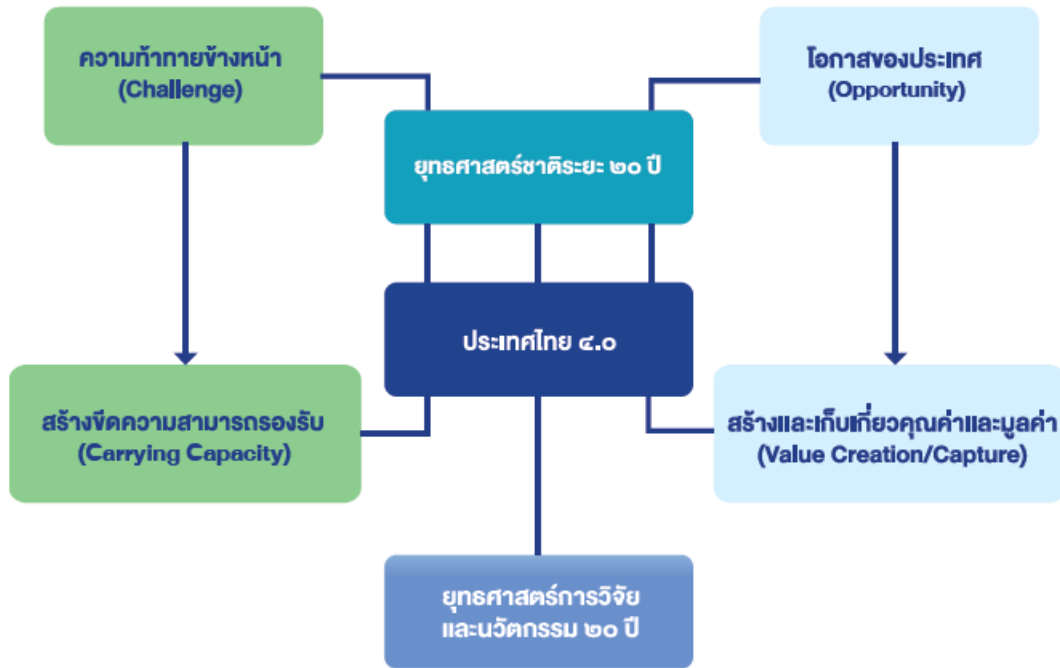 ความท้าทายข้างหน้า
(Challenge)
โอกาสของประเทศ
(Opportunity)
ยุทธศาสตร์ชาติระยะ ๒๐ ปี
ประเทศไทย ๔.๐
สร้างขีดความสามารถรองรับ
(Carrying Capacity)
สร้างและเก็บเกี่ยวคุณค่าและมูลค่า
(Value Creation/Capture)
ยุทธศาสตร์การวิจัย
และนวัตกรรม ๒๐ ปี